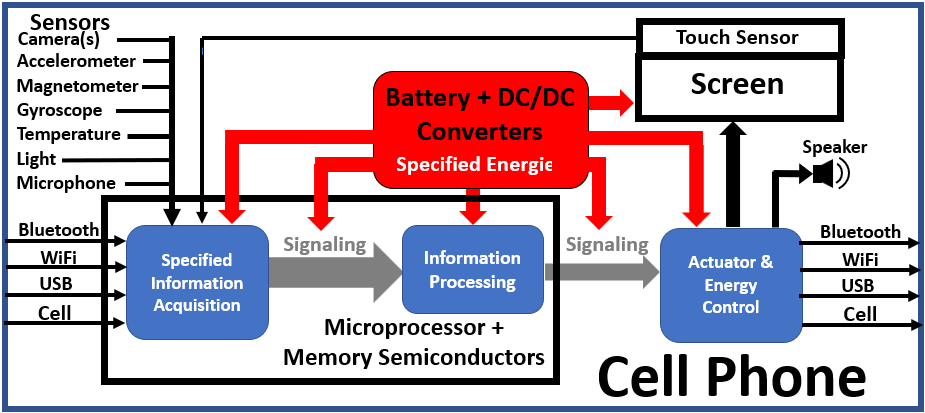 Sensors
Camera(s)
Accelerometer
Magnetometer
Gyroscope
Temperature
Light
Microphone
Bluetooth
WiFi
USB
Cell
Touch Sensor
Screen
Battery + DC/DC
Converters
Specified Energie
Speaker
Specified
Information
Acquisition
Signaling
Information
Processing
Signaling
Actuator &
Energy
Control
Bluetooth
WiFi
USB
Cell
Microprocessor +
Memory Semiconductors
Cell Phone